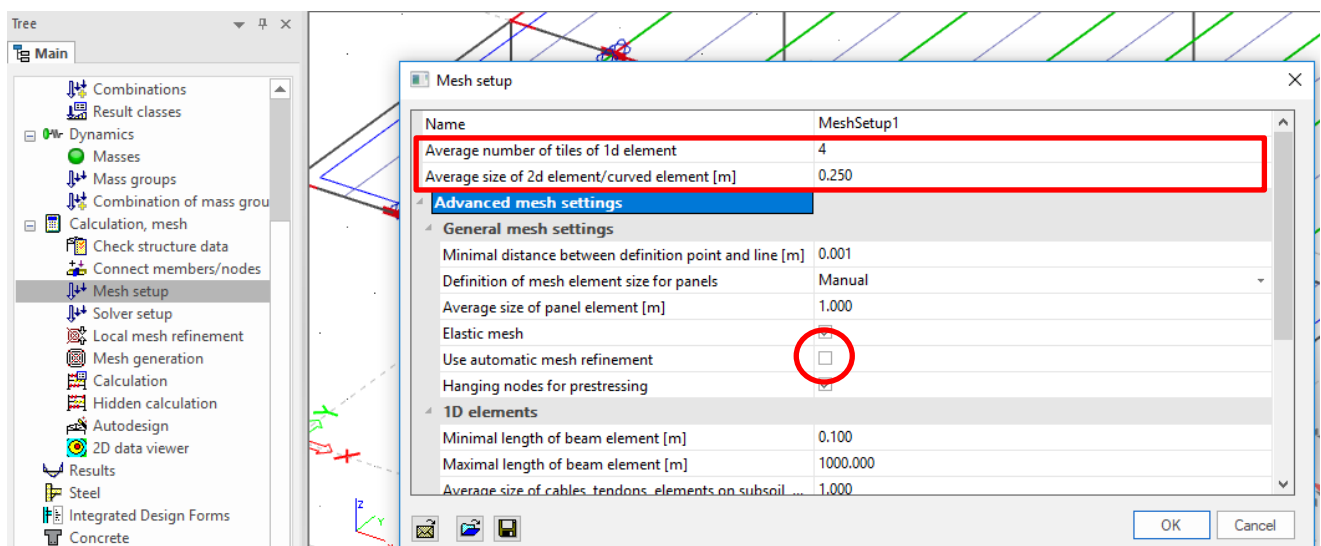 Tree
Main
Combinations
Result classes
Dynamics
Masses
Mass groups
Combination of mass grou
Calculation, mesh
Check structure data
Connect members/nodes
Mesh setup
Solver setup
Local mesh refinement
Mesh generation
Calculation
Hidden calculation
Autodesign
2D data viewer
Results
Steel
Integrated Design Forms
Concrete
z
Y
Mesh setup
Name MeshSetup1
Average number of tiles of 1d element 4
Average size of 2d element/curved element [m] 0.250
Advanced mesh settings
General mesh settings
Minimal distance between definition point and line [m] 0.001
Definition of mesh element size for panels Manual
Average size of panel element [m] 1.000
Elastic mesh
Use automatic mesh refinement
Hanging nodes for prestressing
1D elements
Minimal length of beam element [m] 0.100
Maximal length of beam element [m] 1000.000
Average size of cables, tendons, elements on subsoil, ... 1.000
OK Cancel